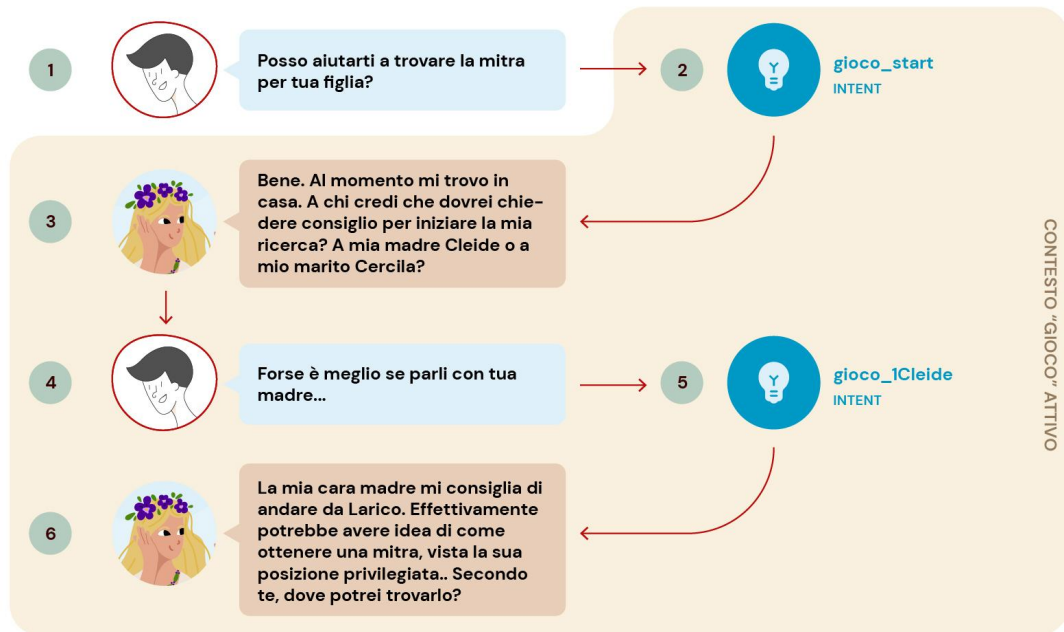 1
Posso aiutarti a trovare la mitra
per tua figlia?
2
gioco_start
INTENT
3
Bene. Al momento mi trovo in
casa. A chi credi che dovrei chie-
dere consiglio per iniziare la mia
ricerca? A mia madre Cleide o a
mio marito Cercila?
4
Forse è meglio se parli con tua
madre...
5
gioco_1Cleide
INTENT
6
La mia cara madre mi consiglia di
andare da Larico. Effettivamente
potrebbe avere idea di come
ottenere una mitra, vista la sua
posizione privilegiata.. Secondo
te, dove potrei trovarlo?
CONTESTO "GIOCO" ATTIVO